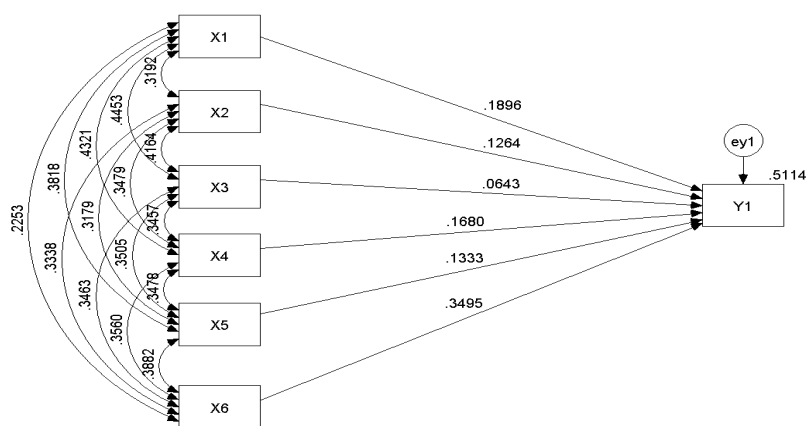 X1
.3192
.1896
.4453
X2
.1264
ey1
.4321
.4164
.5114
.3818
.3479
X3
.0643
Y1
.3179
.3457
.1680
.2253
.3338
.3505
X4
.1333
.3463
.3478
X5
.3495
.3560
.3882
X6